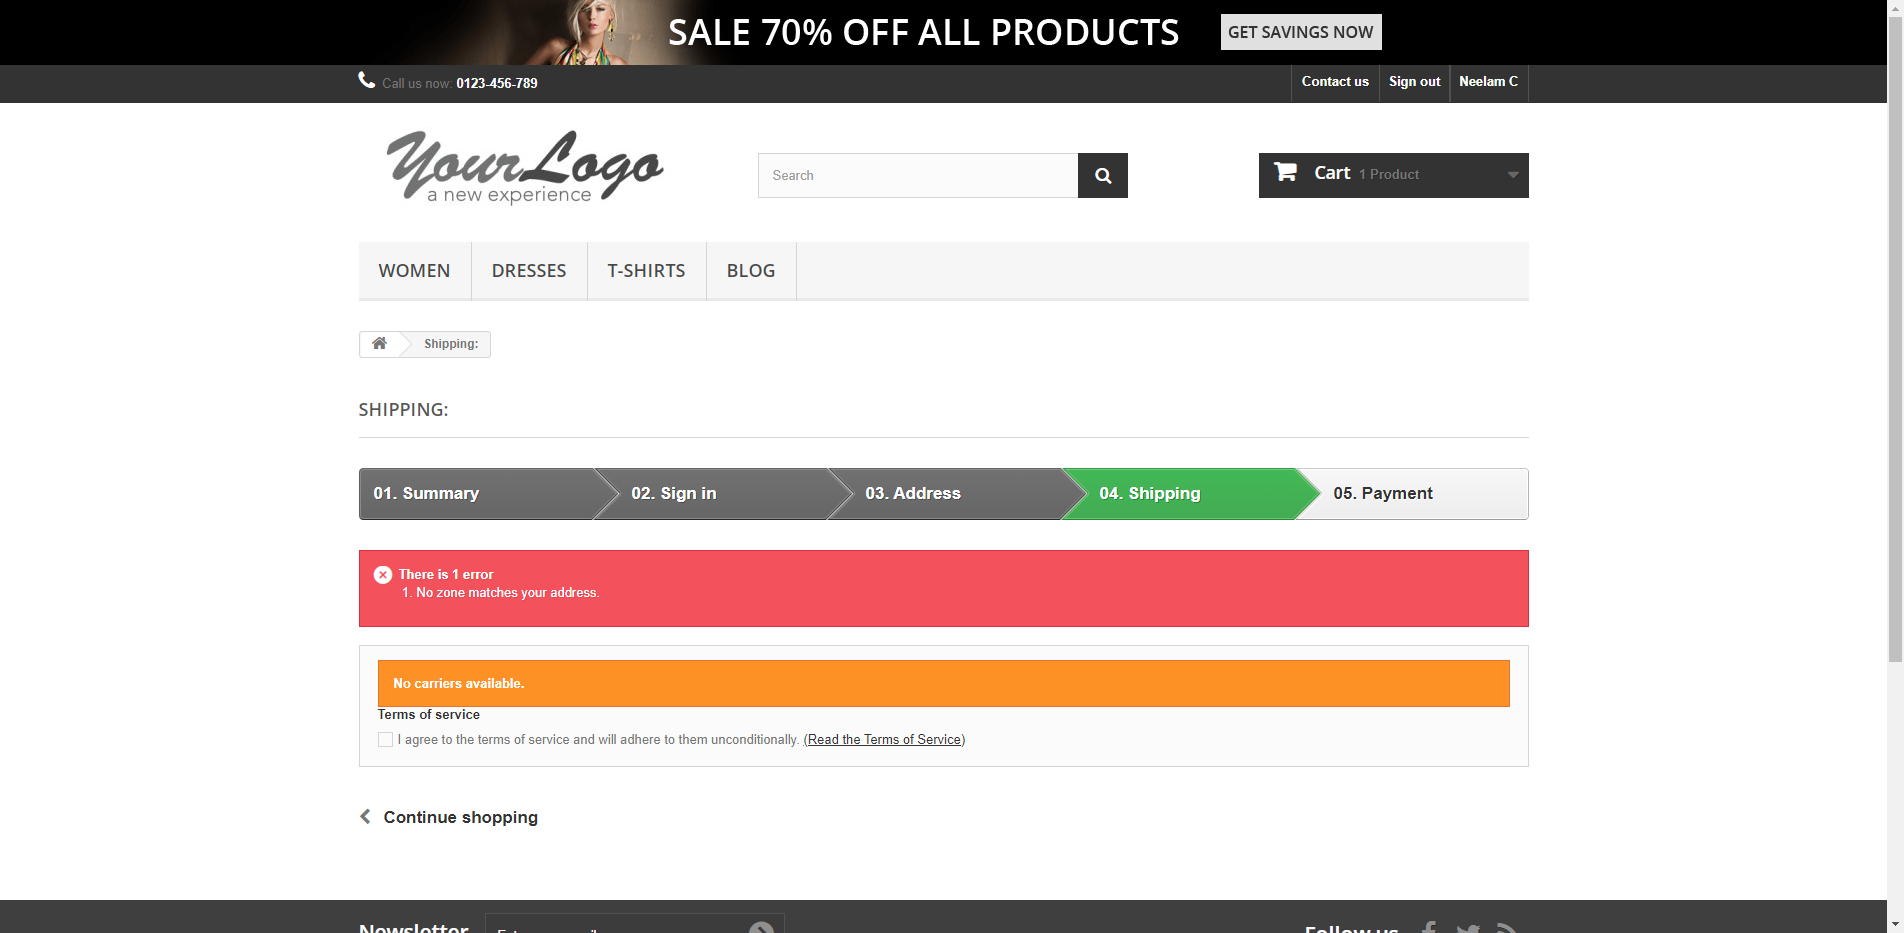 SALE 70% OFF ALL PRODUCTS GET SAVINGS NOW
Call us now: 0123-456-789 Contact us Sign out Neelam C
YourLogo
a new experience
Search
Cart 1 Product
WOMEN DRESSES T-SHIRTS BLOG
Shipping:
SHIPPING:
01. Summary 02. Sign in 03. Address 04. Shipping 05. Payment
There is 1 error
1. No zone matches your address.
No carriers available.
Terms of service
I agree to the terms of service and will adhere to them unconditionally. (Read the Terms of Service)
Continue shopping
Newsletter Follow us